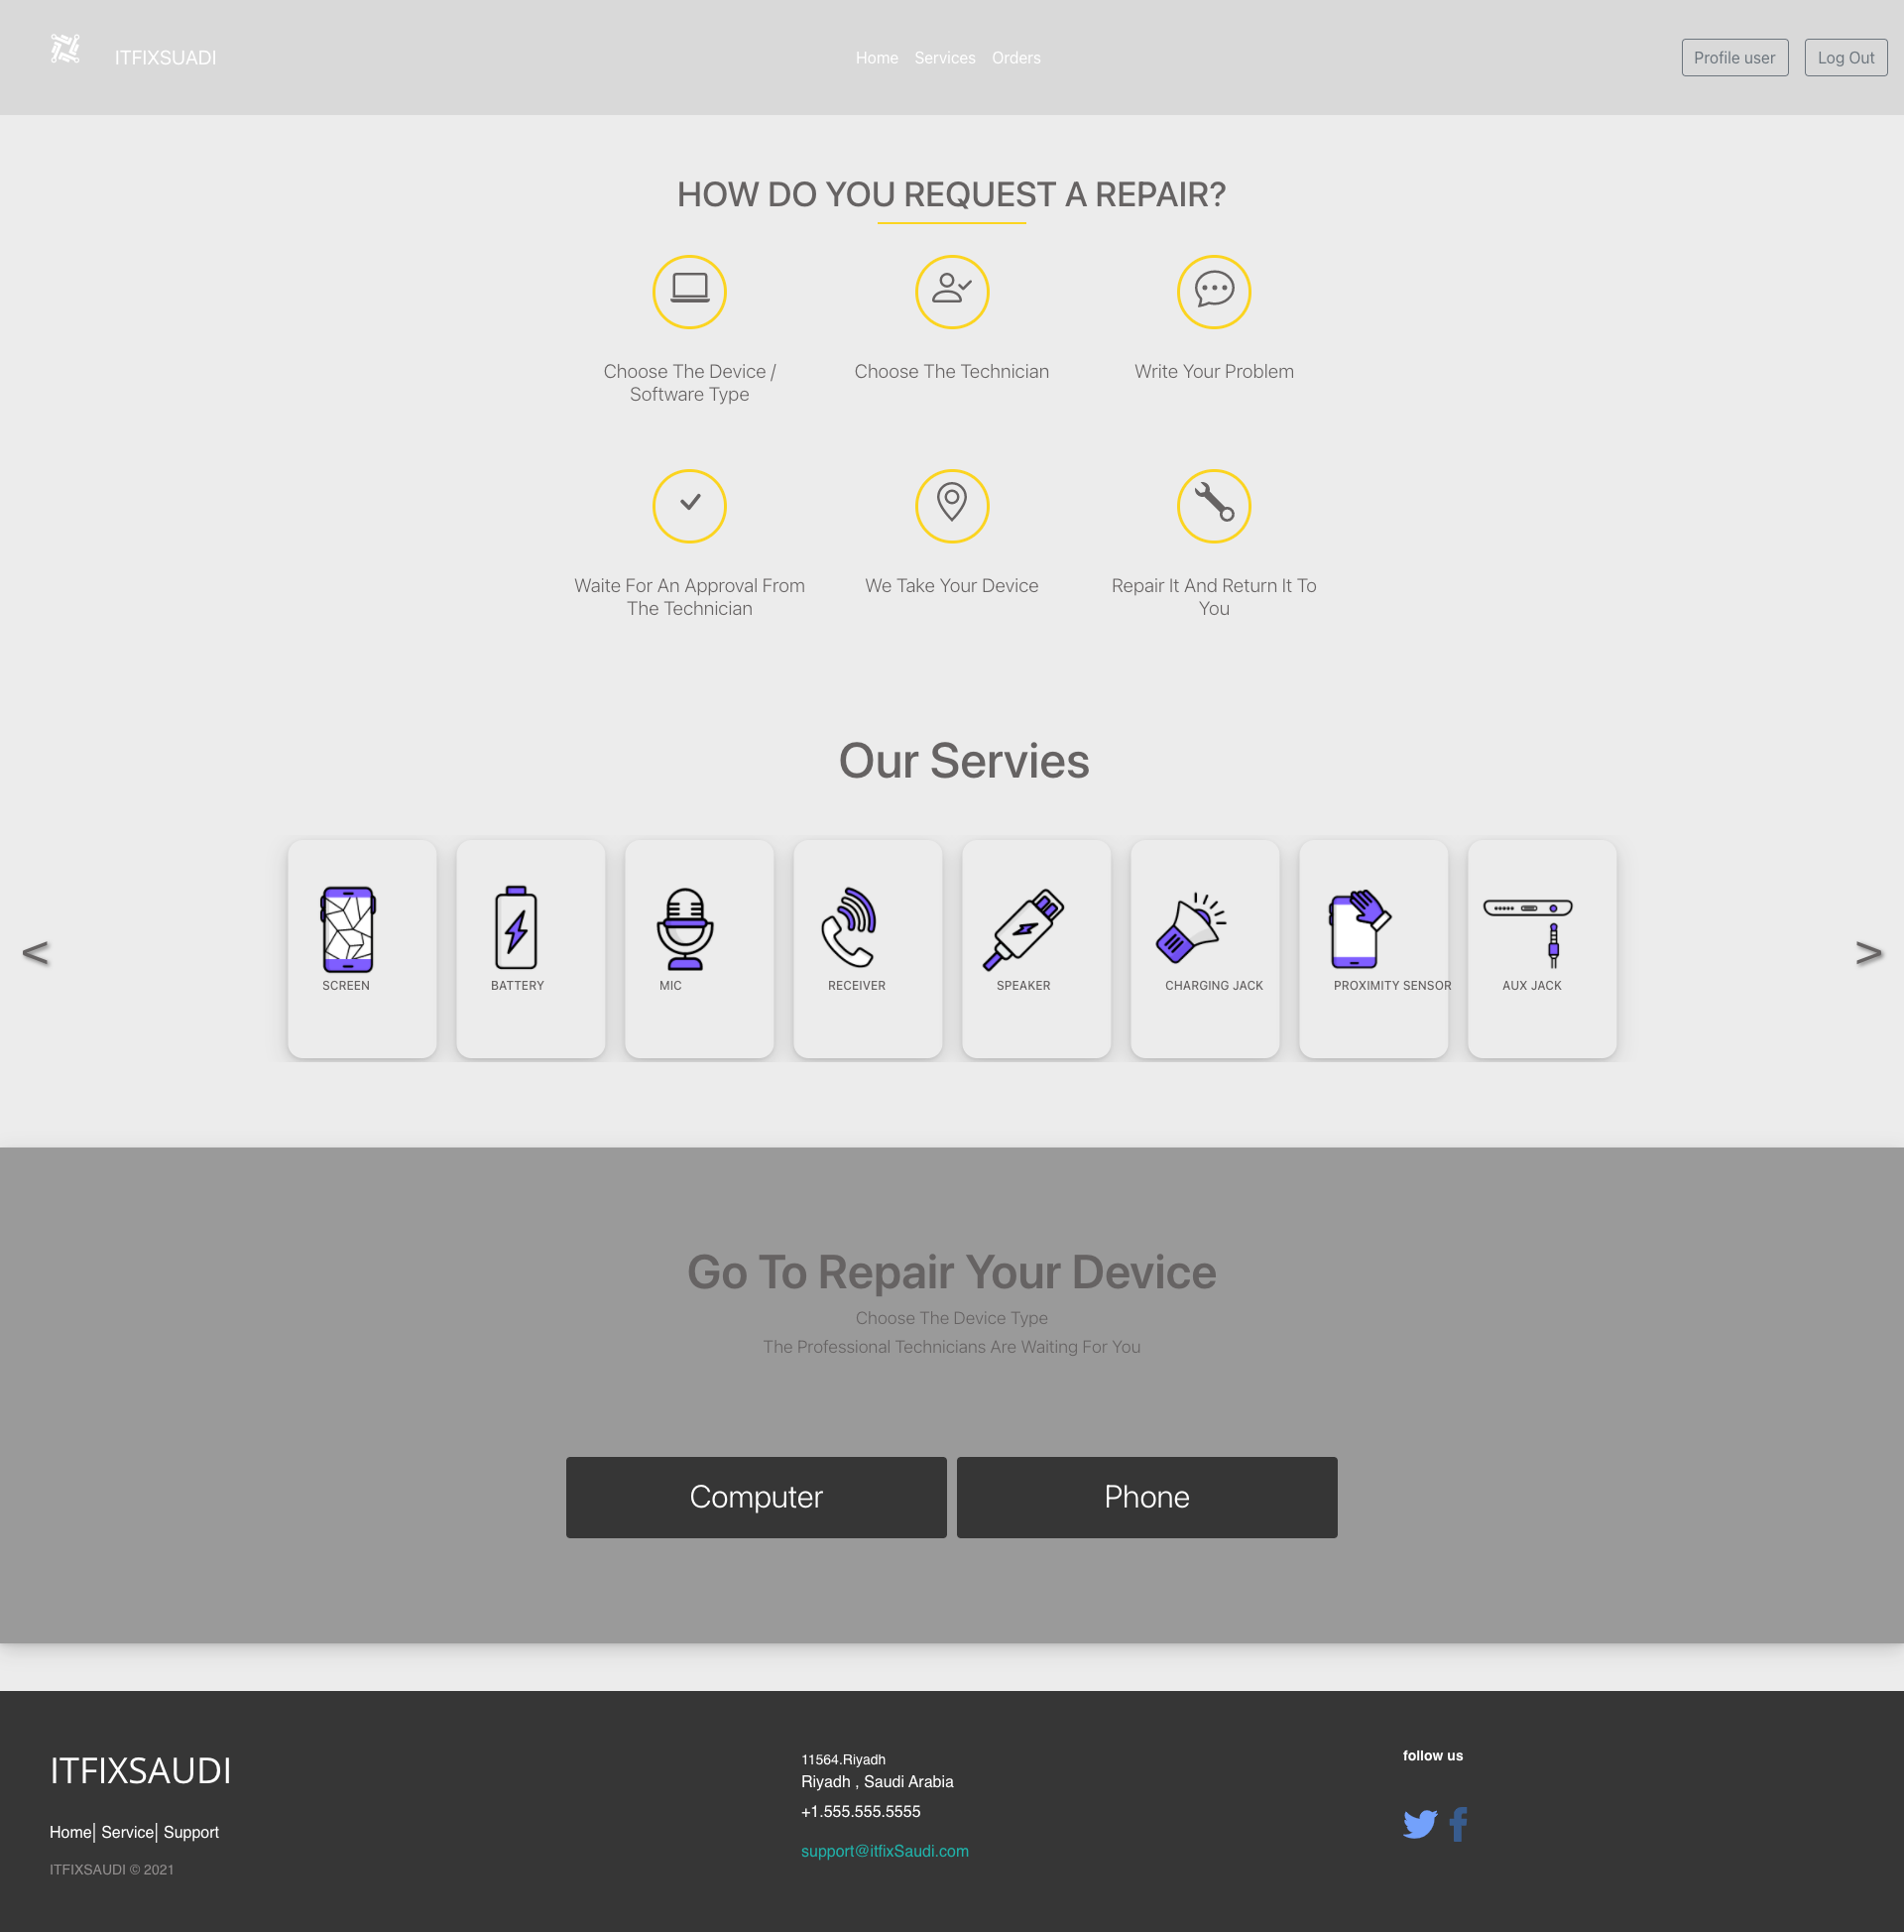 ITFIXSUADI
Home Services Orders
Profile user
Log Out
HOW DO YOU REQUEST A REPAIR?
Choose The Device /
Software Type
Choose The Technician
Write Your Problem
Waite For An Approval From
The Technician
We Take Your Device
Repair It And Return It To
You
Our Servies
<
SCREEN
BATTERY
MIC
RECEIVER
SPEAKER
CHARGING JACK
PROXIMITY SENSOR
AUX JACK
>
Go To Repair Your Device
Choose The Device Type
The Professional Technicians Are Waiting For You
Computer
Phone
ITFIXSAUDI
Home| Service| Support
ITFIXSAUDI © 2021
11564.Riyadh
Riyadh , Saudi Arabia
+1.555.555.5555
support@itfixSaudi.com
follow us